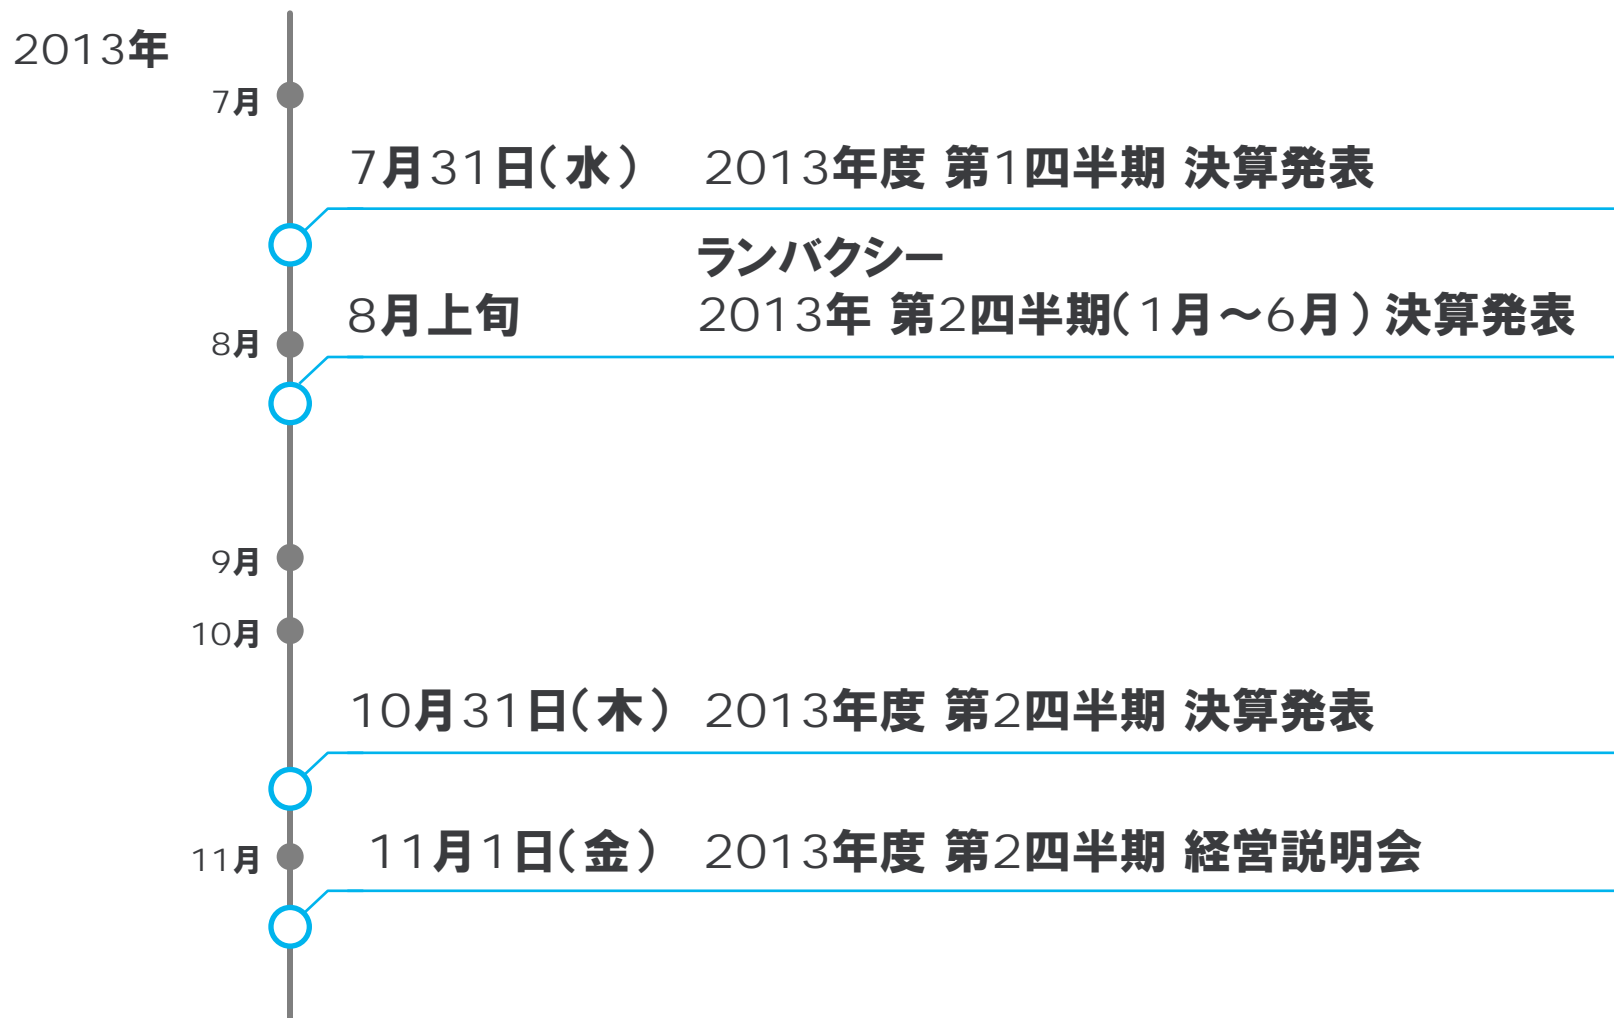 2013年
7月
7月31日(水) 2013年度 第1四半期 決算発表
ランバクシー
8月上旬 2013年 第2四半期(1月～6月) 決算発表
8月
9月
10月
10月31日(木) 2013年度 第2四半期 決算発表
11月1日(金) 2013年度 第2四半期 経営説明会
11月